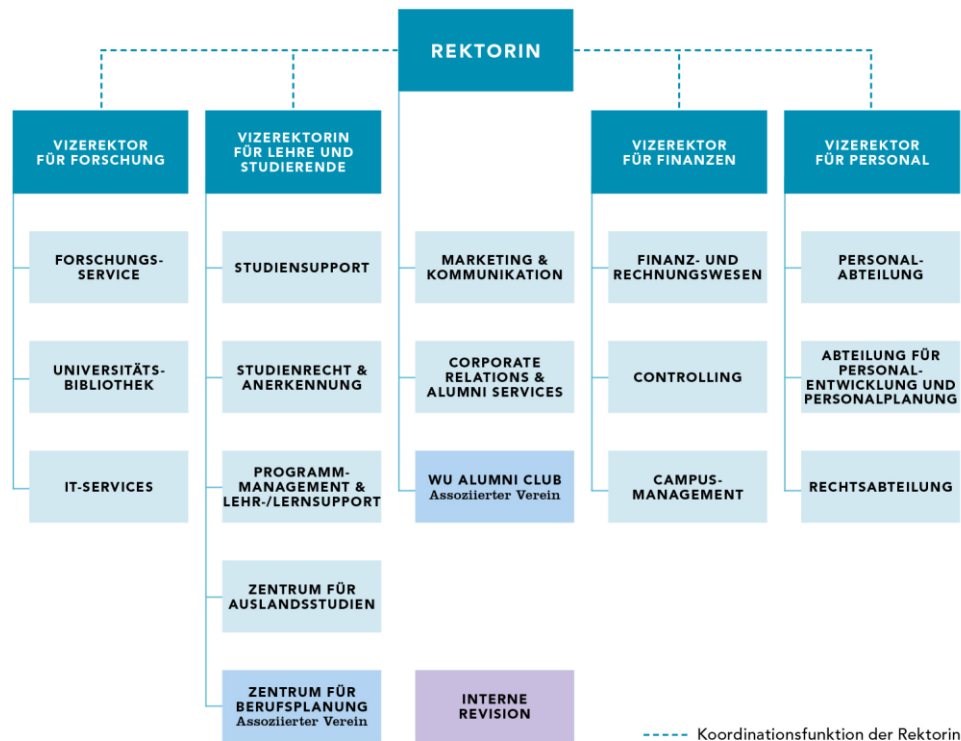 REKTORIN
VIZEREKTOR
FÜR FORSCHUNG
VIZEREKTORIN
FÜR LEHRE UND
STUDIERENDE
VIZEREKTOR
FÜR FINANZEN
VIZEREKTOR
FÜR PERSONAL
FORSCHUNGS-
SERVICE
STUDIENSUPPORT
MARKETING &
KOMMUNIKATION
FINANZ- UND
RECHNUNGSWESEN
PERSONAL-
ABTEILUNG
UNIVERSITÄTS-
BIBLIOTHEK
STUDIENRECHT &
ANERKENNUNG
CORPORATE
RELATIONS &
ALUMNI SERVICES
CONTROLLING
ABTEILUNG FÜR
PERSONAL-
ENTWICKLUNG UND
PERSONALPLANUNG
IT-SERVICES
PROGRAMM-
MANAGEMENT &
LEHR-/LERNSUPPORT
WU ALUMNI CLUB
Assoziierter Verein
CAMPUS-
MANAGEMENT
RECHTSABTEILUNG
ZENTRUM FÜR
AUSLANDSSTUDIEN
ZENTRUM FÜR
BERUFSPLANUNG
Assoziierter Verein
INTERNE
REVISION
Koordinationsfunktion der Rektorin